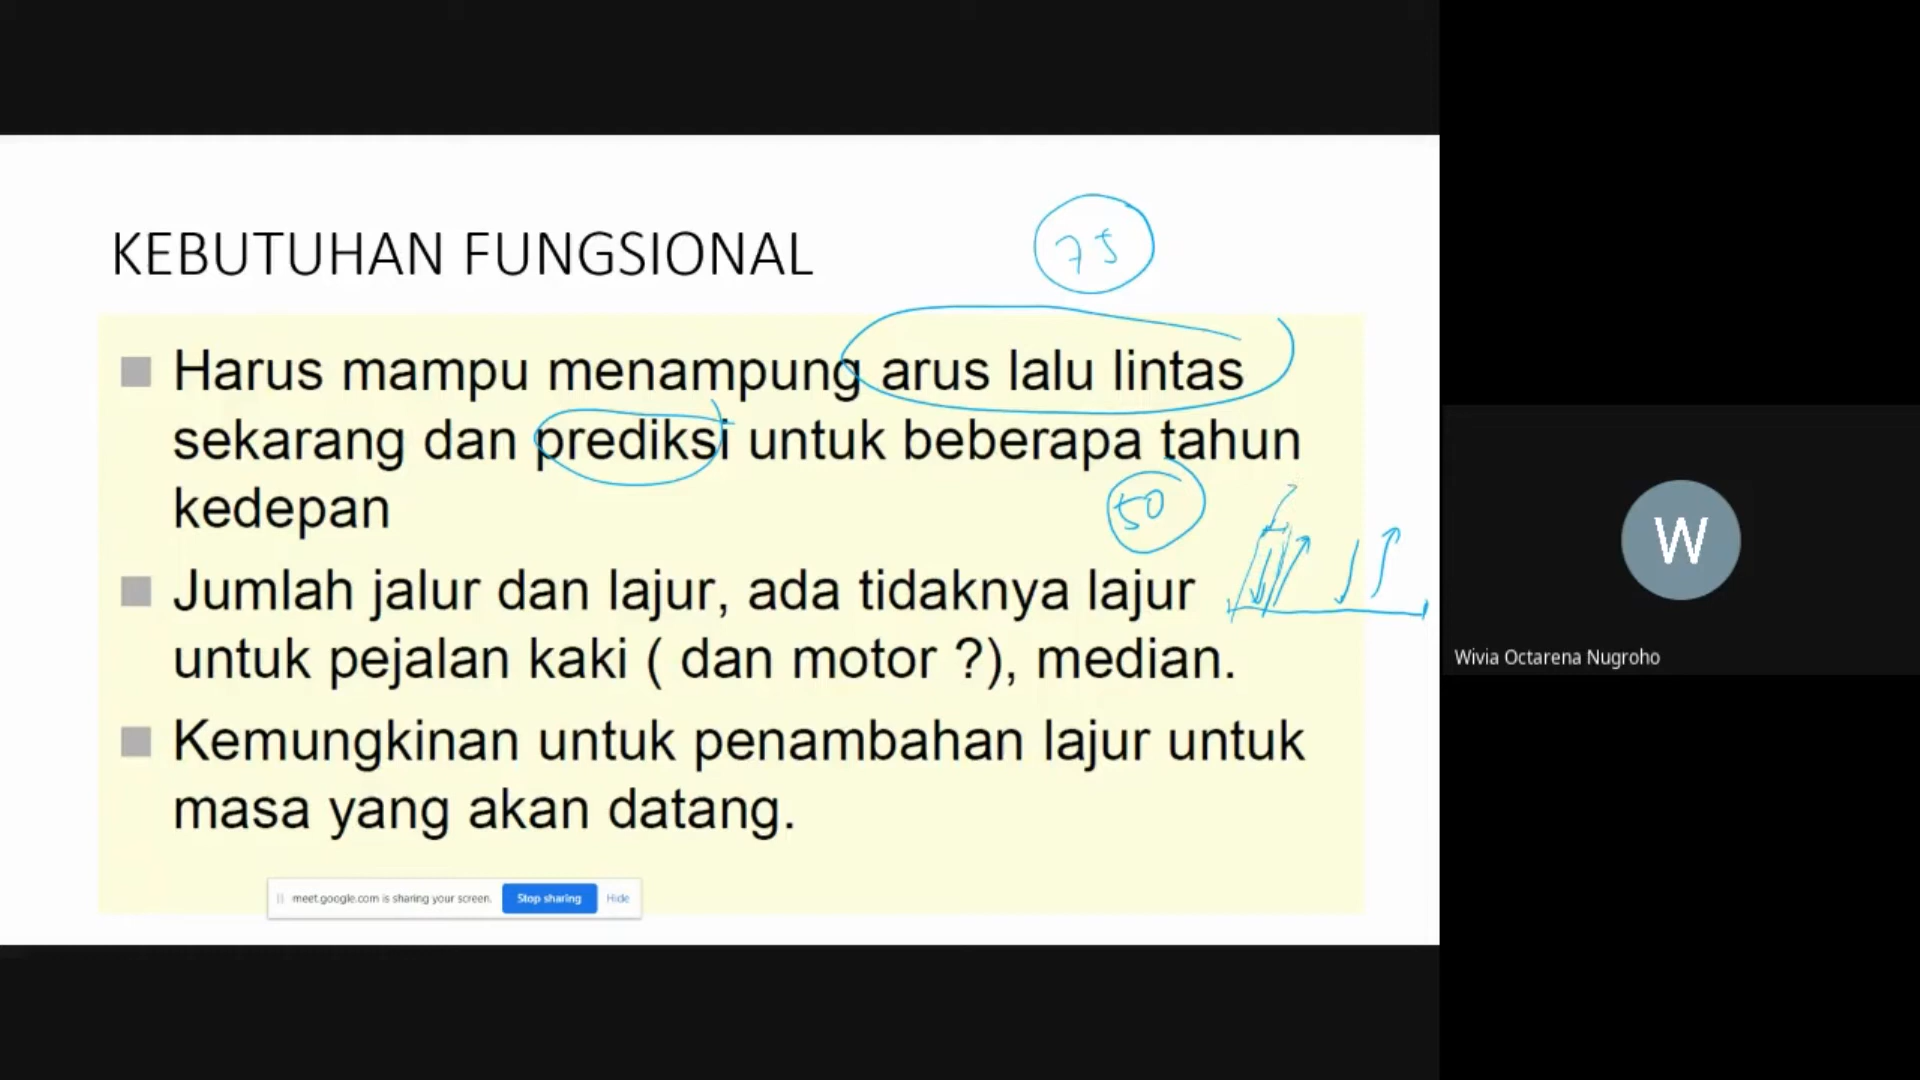 KEBUTUHAN FUNGSIONAL
75
Harus mampu menampung arus lalu lintas
sekarang dan prediksi untuk beberapa tahun
kedepan
50
Jumlah jalur dan lajur, ada tidaknya lajur
untuk pejalan kaki ( dan motor ?), median.
Kemungkinan untuk penambahan lajur untuk
masa yang akan datang.
meet.google.com is sharing your screen. Stop sharing Hide
W
Wivia Octarena Nugroho